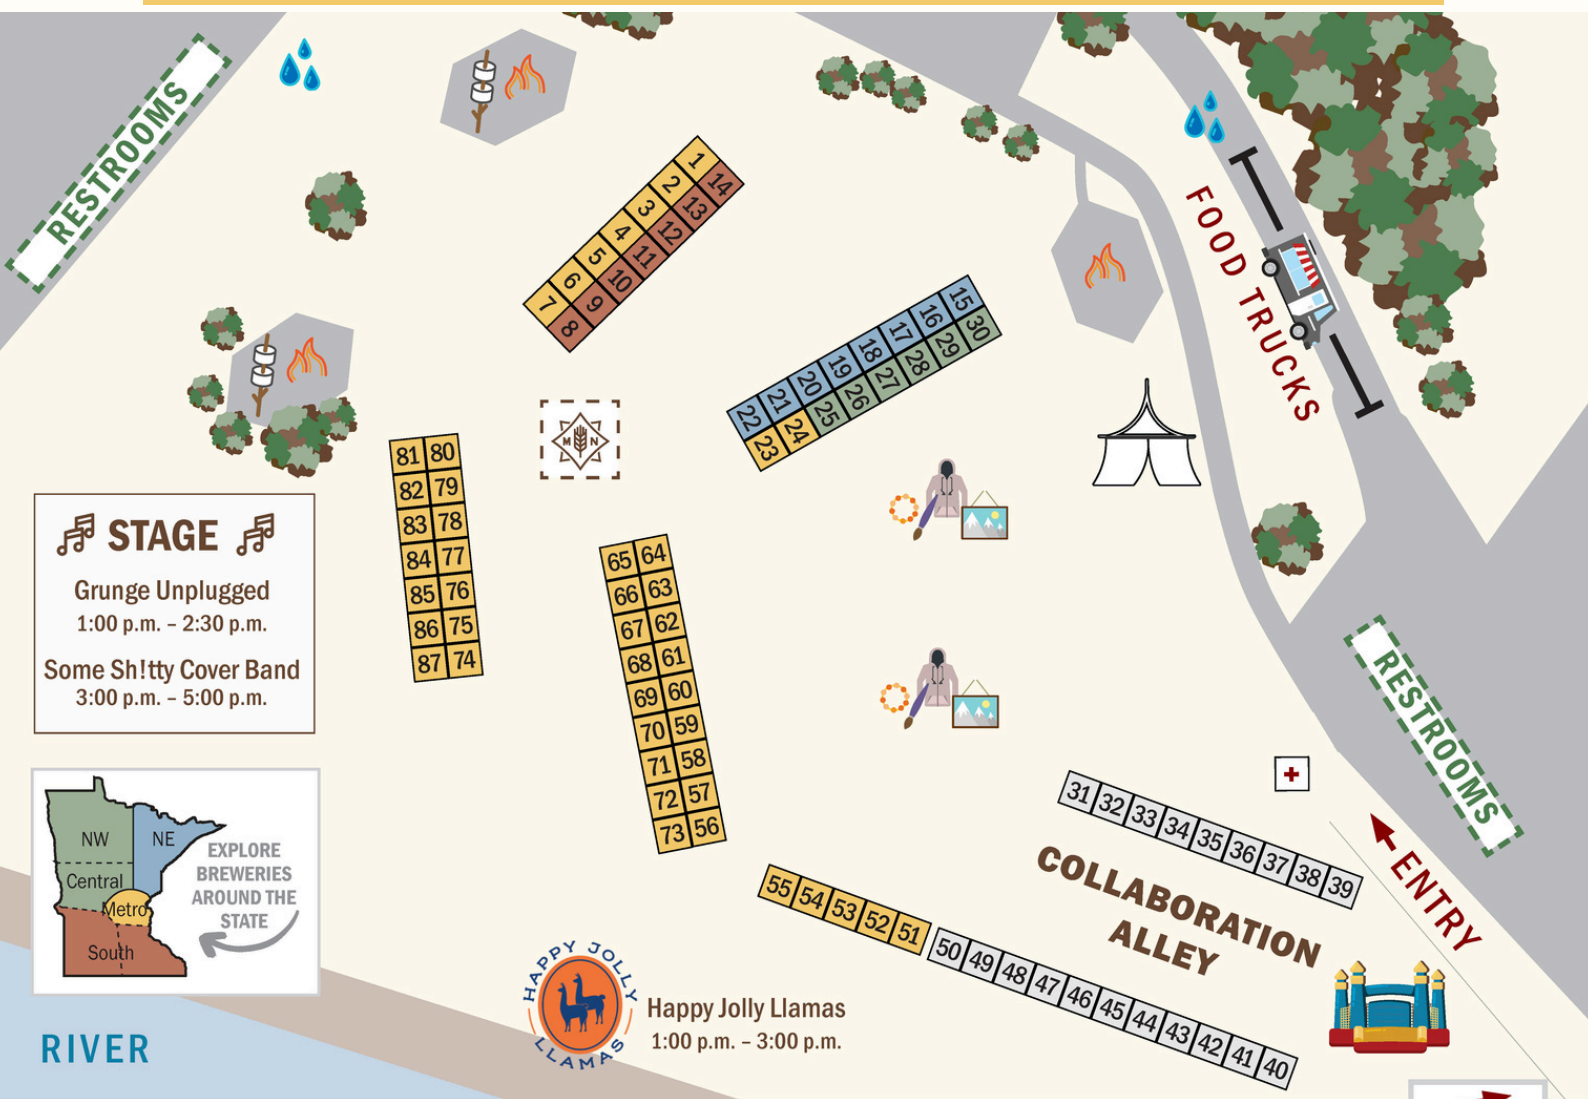 RESTROOMS
1
14
2
13
3
12
4
11
5
10
6
9
7
8
FOOD TRUCKS
15
30
16
29
17
28
18
27
19
26
20
25
21
24
22
23
M N
81 80
82 79
83 78
84 77
85 76
86 75
87 74
65 64
66 63
67 62
68 61
69 60
70 59
71 58
72 57
73 56
STAGE
Grunge Unplugged
1:00 p.m. – 2:30 p.m.
Some Sh!tty Cover Band
3:00 p.m. – 5:00 p.m.
RESTROOMS
31 32 33 34 35 36 37 38 39
COLLABORATION
ALLEY
ENTRY
55 54 53 52 51 50 49 48 47 46 45 44 43 42 41 40
NW
NE
Central
Metro
South
EXPLORE
BREWERIES
AROUND THE
STATE
HAPPY JOLLY
LLAMAS
Happy Jolly Llamas
1:00 p.m. – 3:00 p.m.
RIVER